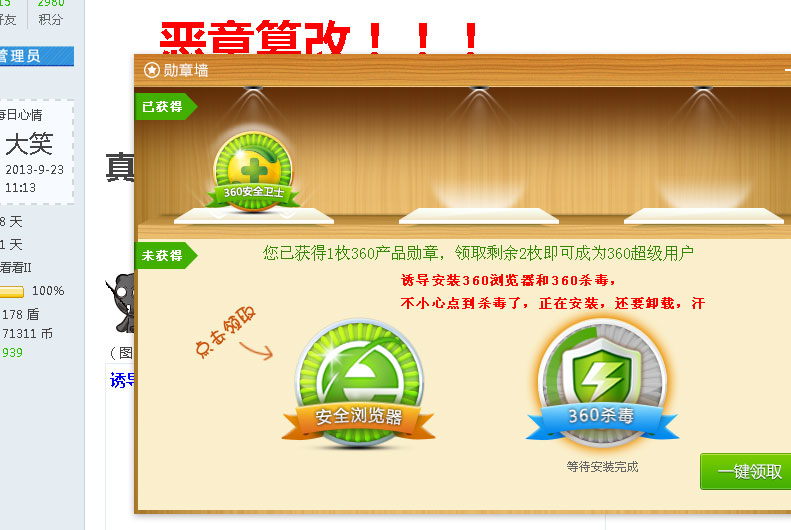 15
2980
好友
积分
管理员
每日心情
大笑
2013-9-23
11:13
8 天
1 天
看看II
100%
178 盾
71311 币
939
恶意篡改！！！
真
（图
诱导
勋章墙
已获得
360安全卫士
未获得
您已获得1枚360产品勋章，领取剩余2枚即可成为360超级用户
诱导安装360浏览器和360杀毒，
不小心点到杀毒了，正在安装，还要卸载，汗
点击领取
安全浏览器
360杀毒
等待安装完成
一键领取